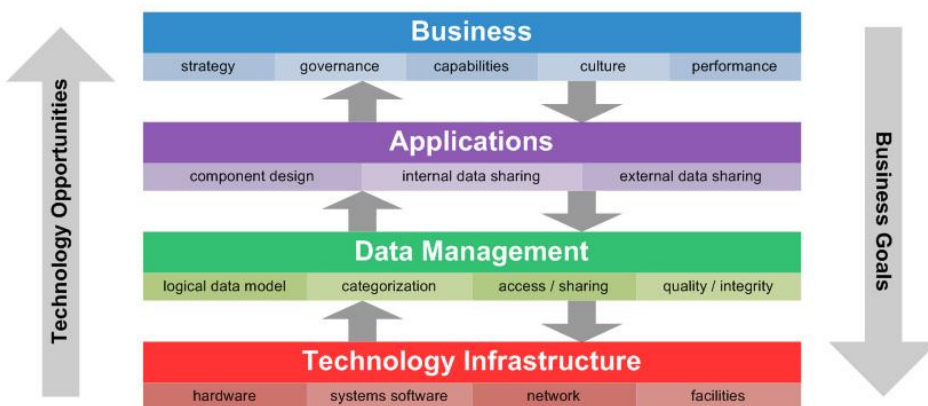 Technology Opportunities
Business
strategy governance capabilities culture performance
Applications
component design internal data sharing external data sharing
Data Management
logical data model categorization access / sharing quality / integrity
Technology Infrastructure
hardware systems software network facilities
Business Goals